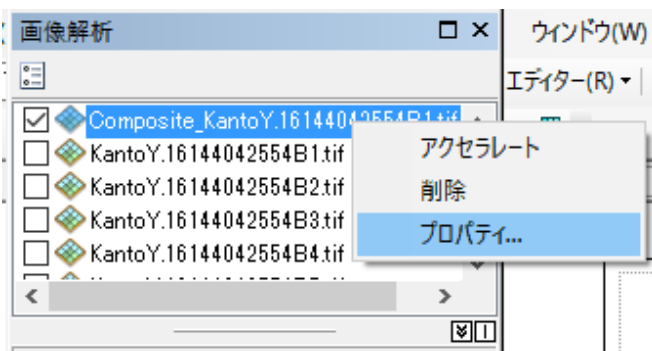 画像解析
ウィンドウ(W)
エディター(R)
Composite_KantoY.16144042554B1.tif
KantoY.16144042554B1.tif
KantoY.16144042554B2.tif
KantoY.16144042554B3.tif
KantoY.16144042554B4.tif
アクセラレート
削除
プロパティ...